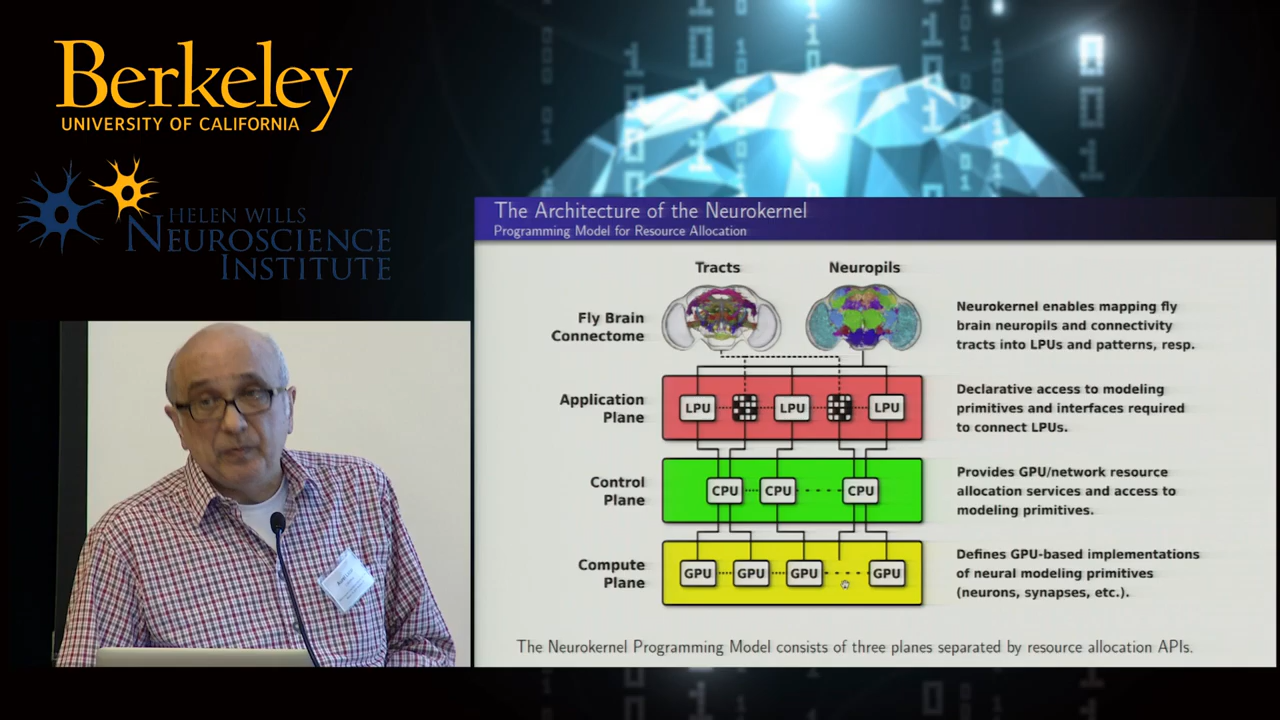 Berkeley
UNIVERSITY OF CALIFORNIA
HELEN WILLS
NEUROSCIENCE
INSTITUTE
The Architecture of the Neurokernel
Programming Model for Resource Allocation
Tracts
Neuropils
Fly Brain
Connectome
Neurokernel enables mapping fly
brain neuropils and connectivity
tracts into LPUs and patterns, resp.
Application
Plane
LPU
LPU
LPU
Declarative access to modeling
primitives and interfaces required
to connect LPUs.
Control
Plane
CPU
CPU
CPU
Provides GPU/network resource
allocation services and access to
modeling primitives.
Compute
Plane
GPU
GPU
GPU
GPU
Defines GPU-based implementations
of neural modeling primitives
(neurons, synapses, etc.).
The Neurokernel Programming Model consists of three planes separated by resource allocation APIs.